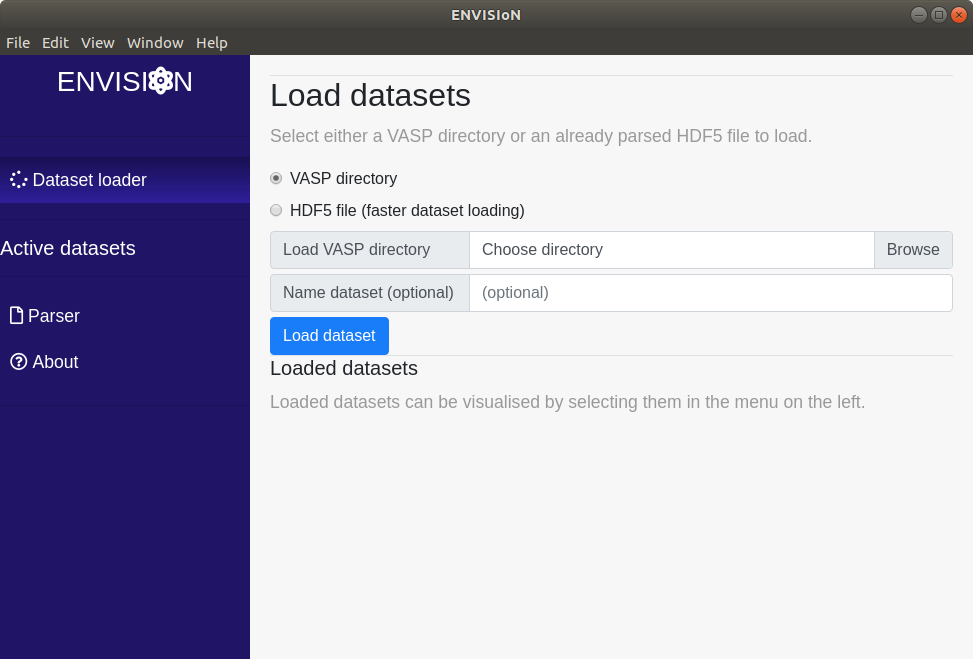 ENVISIoN
File Edit View Window Help
ENVISION
Dataset loader
Active datasets
Parser
About
Load datasets
Select either a VASP directory or an already parsed HDF5 file to load.
VASP directory
HDF5 file (faster dataset loading)
Load VASP directory Choose directory Browse
Name dataset (optional) (optional)
Load dataset
Loaded datasets
Loaded datasets can be visualised by selecting them in the menu on the left.